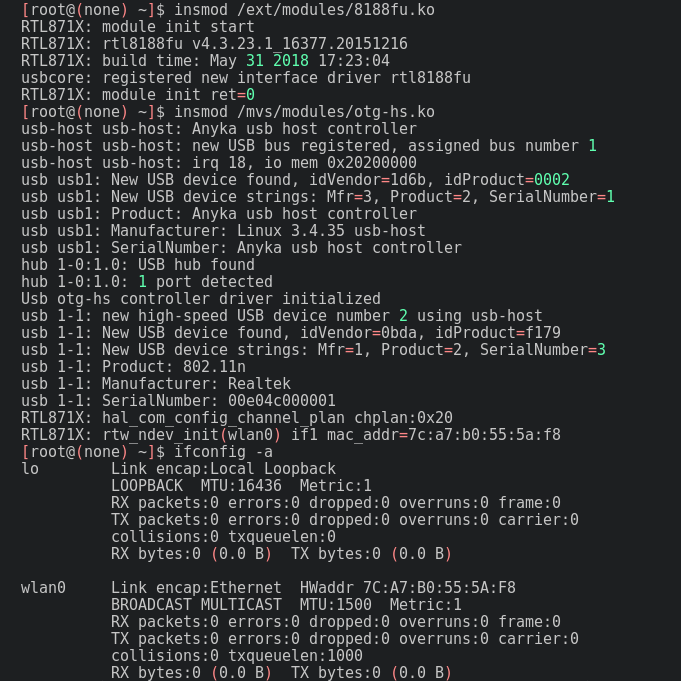 [root@(none) ~]$ insmod /ext/modules/8188fu.ko
RTL871X: module init start
RTL871X: rtl8188fu v4.3.23.1_16377.20151216
RTL871X: build time: May 31 2018 17:23:04
usbcore: registered new interface driver rtl8188fu
RTL871X: module init ret=0
[root@(none) ~]$ insmod /mvs/modules/otg-hs.ko
usb-host usb-host: Anyka usb host controller
usb-host usb-host: new USB bus registered, assigned bus number 1
usb-host usb-host: irq 18, io mem 0x20200000
usb usb1: New USB device found, idVendor=1d6b, idProduct=0002
usb usb1: New USB device strings: Mfr=3, Product=2, SerialNumber=1
usb usb1: Product: Anyka usb host controller
usb usb1: Manufacturer: Linux 3.4.35 usb-host
usb usb1: SerialNumber: Anyka usb host controller
hub 1-0:1.0: USB hub found
hub 1-0:1.0: 1 port detected
Usb otg-hs controller driver initialized
usb 1-1: new high-speed USB device number 2 using usb-host
usb 1-1: New USB device found, idVendor=0bda, idProduct=f179
usb 1-1: New USB device strings: Mfr=1, Product=2, SerialNumber=3
usb 1-1: Product: 802.11n
usb 1-1: Manufacturer: Realtek
usb 1-1: SerialNumber: 00e04c000001
RTL871X: hal_com_config_channel_plan chplan:0x20
RTL871X: rtw_ndev_init(wlan0) if1 mac_addr=7c:a7:b0:55:5a:f8
[root@(none) ~]$ ifconfig -a
lo        Link encap:Local Loopback
          LOOPBACK  MTU:16436  Metric:1
          RX packets:0 errors:0 dropped:0 overruns:0 frame:0
          TX packets:0 errors:0 dropped:0 overruns:0 carrier:0
          collisions:0 txqueuelen:0
          RX bytes:0 (0.0 B)  TX bytes:0 (0.0 B)

wlan0     Link encap:Ethernet  HWaddr 7C:A7:B0:55:5A:F8
          BROADCAST MULTICAST  MTU:1500  Metric:1
          RX packets:0 errors:0 dropped:0 overruns:0 frame:0
          TX packets:0 errors:0 dropped:0 overruns:0 carrier:0
          collisions:0 txqueuelen:1000
          RX bytes:0 (0.0 B)  TX bytes:0 (0.0 B)